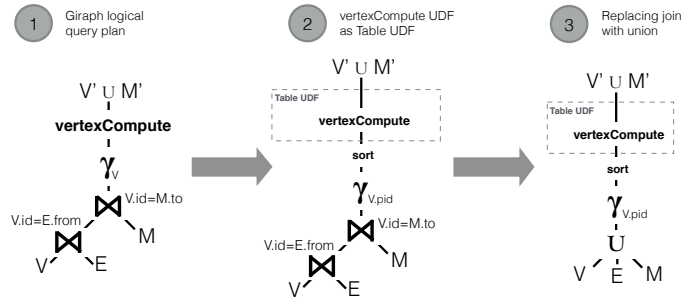 1
Giraph logical
query plan
V' U M'
vertexCompute
γV
V.id=M.to
V.id=E.from
M
V
E
2
vertexCompute UDF
as Table UDF
V' U M'
Table UDF
vertexCompute
sort
γV.pid
V.id=M.to
V.id=E.from
M
V
E
3
Replacing join
with union
V' U M'
Table UDF
vertexCompute
sort
γV.pid
U
V
E
M